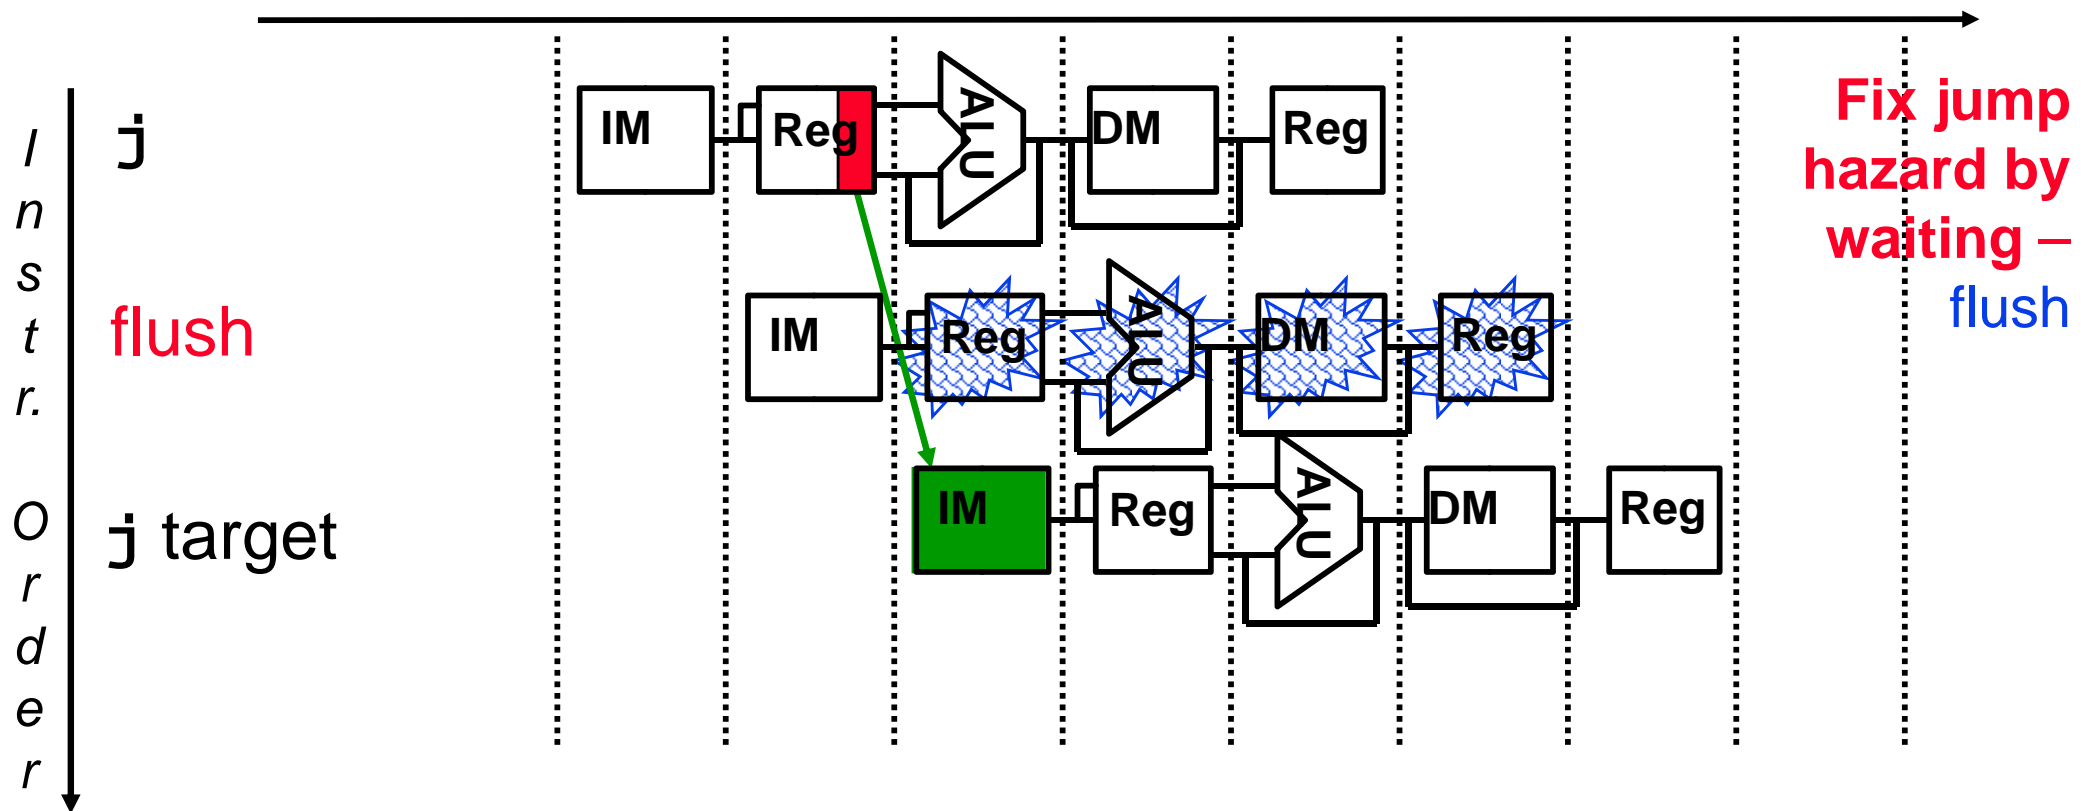 I
n
s
t
r.
O
r
d
e
r
j
IM
Reg
ALU
DM
Reg
Fix jump
hazard by
waiting –
flush
flush
IM
Reg
ALU
DM
Reg
j target
IM
Reg
ALU
DM
Reg